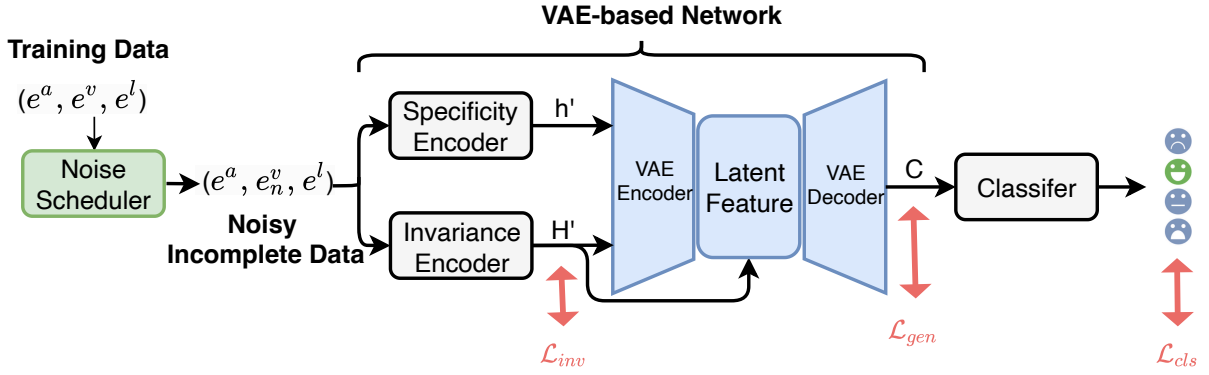 VAE-based Network
Training Data
(e^a, e^v, e^l)
Noise
Scheduler
(e^a, e^v_n, e^l)
Noisy
Incomplete Data
Specificity
Encoder
h'
Invariance
Encoder
H'
VAE
Encoder
Latent
Feature
VAE
Decoder
C
Classifer
ℒ_inv
ℒ_gen
ℒ_cls